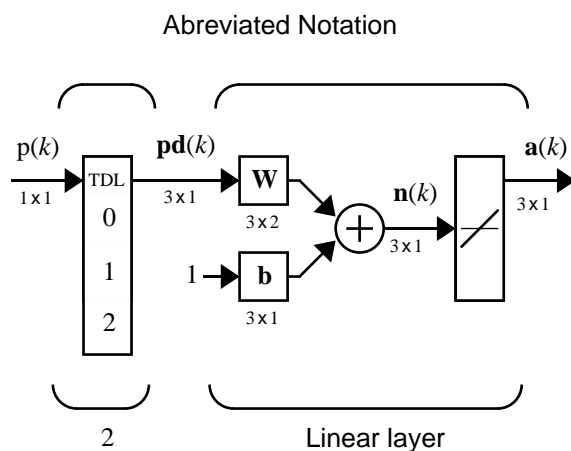 Abreviated Notation
p(k)
1 x 1
TDL
0
1
2
pd(k)
3 x 1
W
3 x 2
1
b
3 x 1
n(k)
3 x 1
a(k)
3 x 1
2
Linear layer